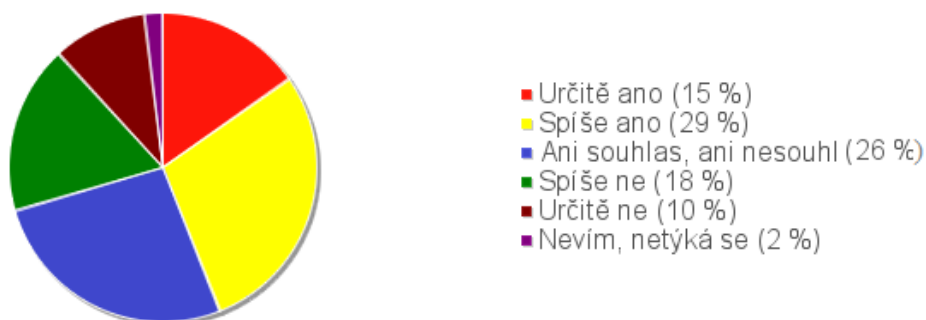 Určitě ano (15 %)
Spíše ano (29 %)
Ani souhlas, ani nesouhl (26 %)
Spíše ne (18 %)
Určitě ne (10 %)
Nevím, netýká se (2 %)